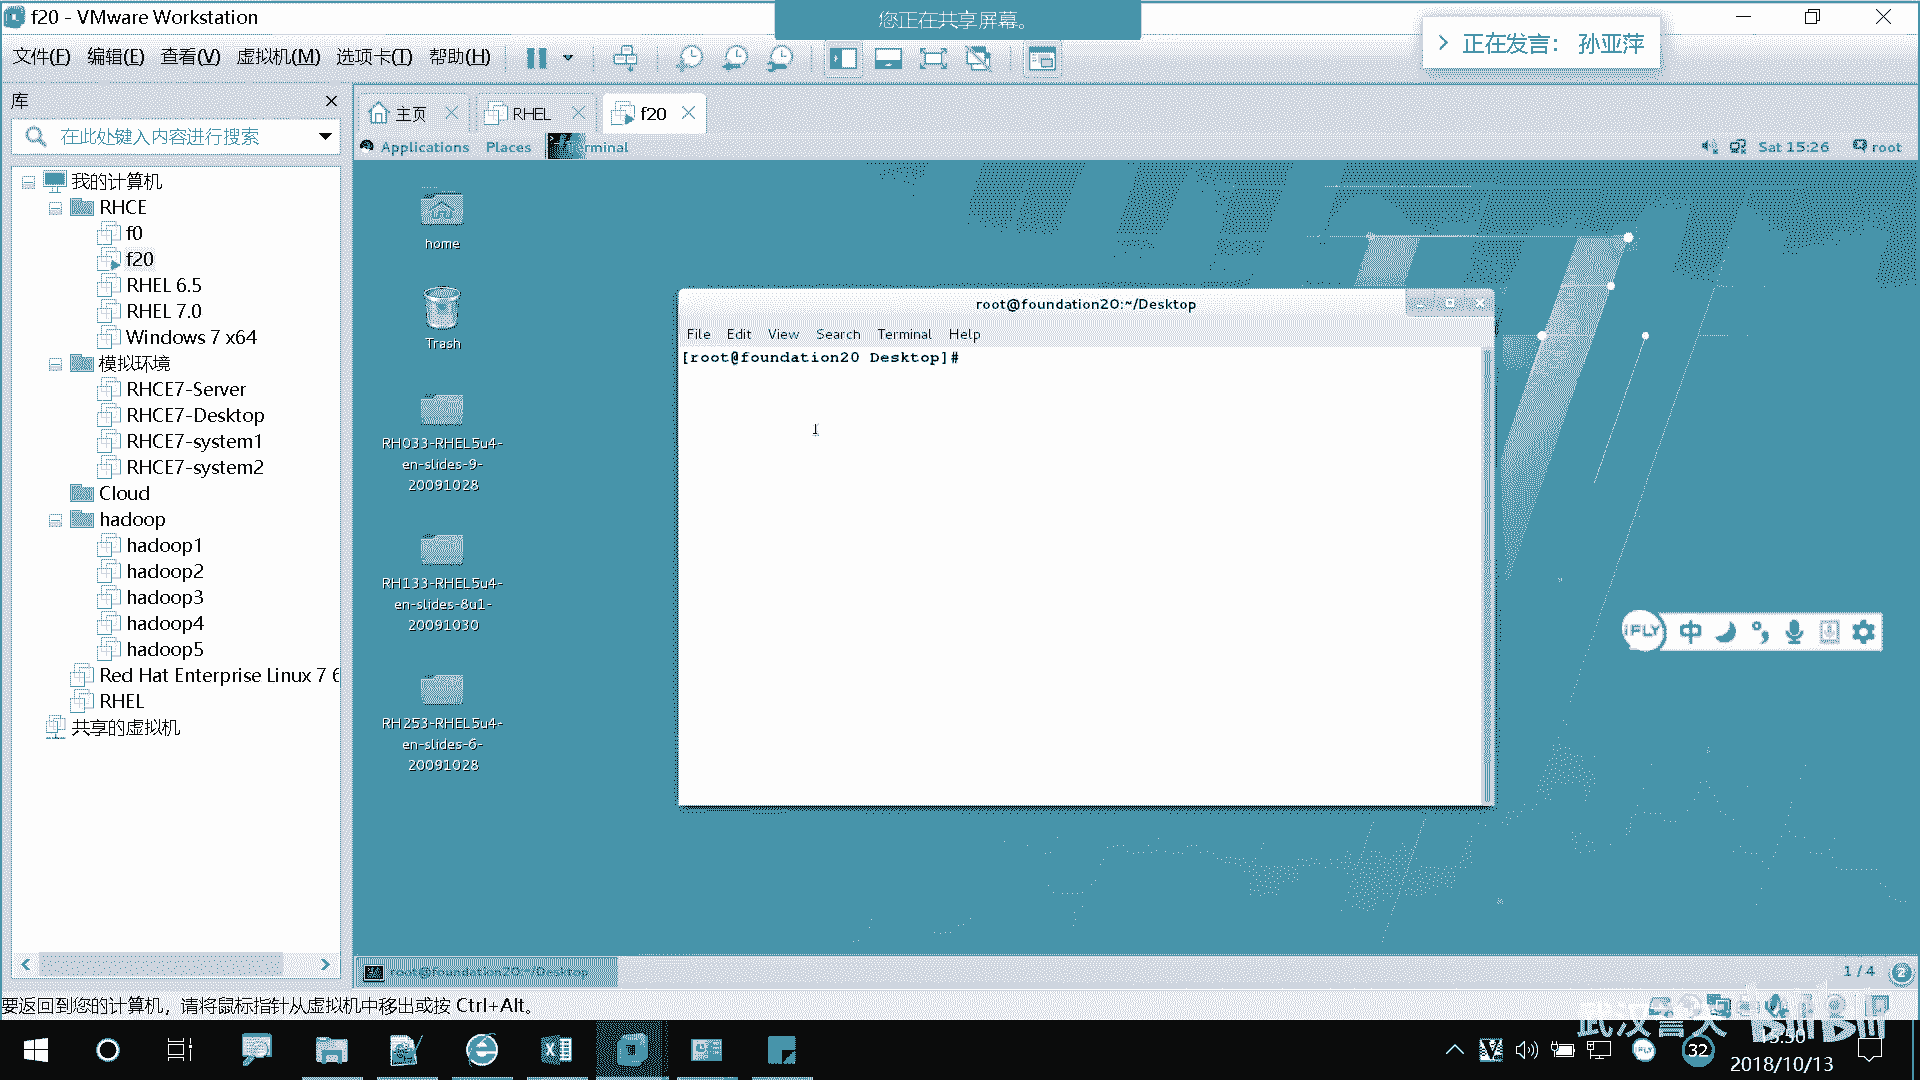 f20 - VMware Workstation
您正在共享屏幕。
正在发言： 孙亚萍
文件(F) 编辑(E) 查看(V) 虚拟机(M) 选项卡(T) 帮助(H)
库
在此处键入内容进行搜索
我的计算机
RHCE
f0
f20
RHEL 6.5
RHEL 7.0
Windows 7 x64
模拟环境
RHCE7-Server
RHCE7-Desktop
RHCE7-system1
RHCE7-system2
Cloud
hadoop
hadoop1
hadoop2
hadoop3
hadoop4
hadoop5
Red Hat Enterprise Linux 7 6
RHEL
共享的虚拟机
主页 RHEL f20
Applications Places Terminal Sat 15:26 root
home
Trash
RH033-RHEL5u4-
en-slides-9-
20091028
RH133-RHEL5u4-
en-slides-8u1-
20091030
RH253-RHEL5u4-
en-slides-6-
20091028
root@foundation20:~/Desktop
File Edit View Search Terminal Help
[root@foundation20 Desktop]#
iFLY 中
root@foundation20:~/Desktop
1 / 4 2
要返回到您的计算机，请将鼠标指针从虚拟机中移出或按 Ctrl+Alt。
bilibili
32
2018/10/13